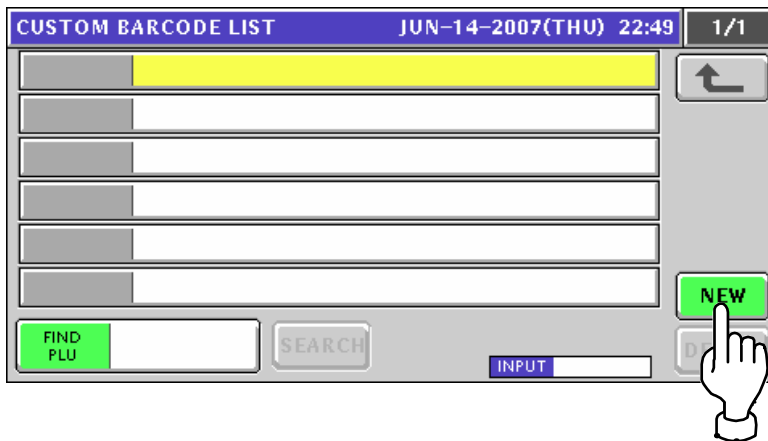 CUSTOM BARCODE LIST JUN-14-2007(THU) 22:49 1/1
NEW
FIND
PLU
SEARCH
INPUT